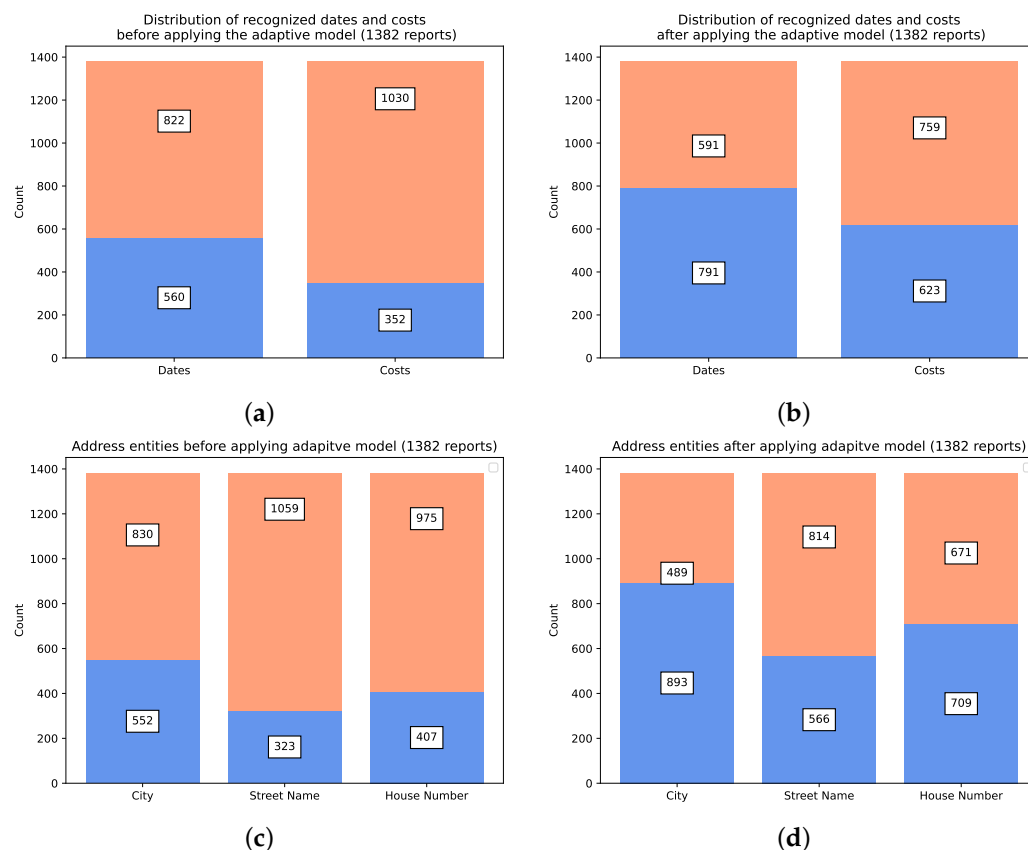 Distribution of recognized dates and costs
before applying the adaptive model (1382 reports)
1400
1200
1000
800
600
400
200
0
Count
822
1030
560
352
Dates
Costs
(a)
Distribution of recognized dates and costs
after applying the adaptive model (1382 reports)
1400
1200
1000
800
600
400
200
0
Count
591
759
791
623
Dates
Costs
(b)
Address entities before applying adapitve model (1382 reports)
1400
1200
1000
800
600
400
200
0
Count
830
1059
975
552
323
407
City
Street Name
House Number
(c)
Address entities after applying adapitve model (1382 reports)
1400
1200
1000
800
600
400
200
0
Count
489
814
671
893
566
709
City
Street Name
House Number
(d)